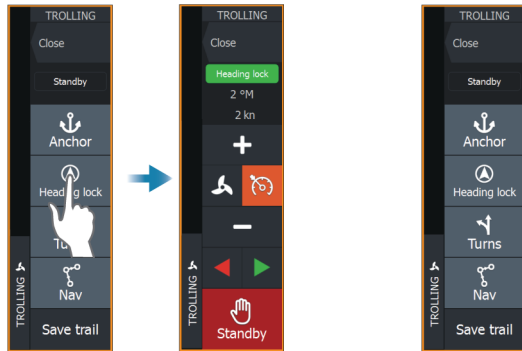 TROLLING
Close
Standby
Anchor
Heading lock
Tu
Nav
Save trail
TROLLING
TROLLING
Close
Heading lock
2 °M
2 kn
Standby
TROLLING
TROLLING
Close
Standby
Anchor
Heading lock
Turns
Nav
Save trail
TROLLING